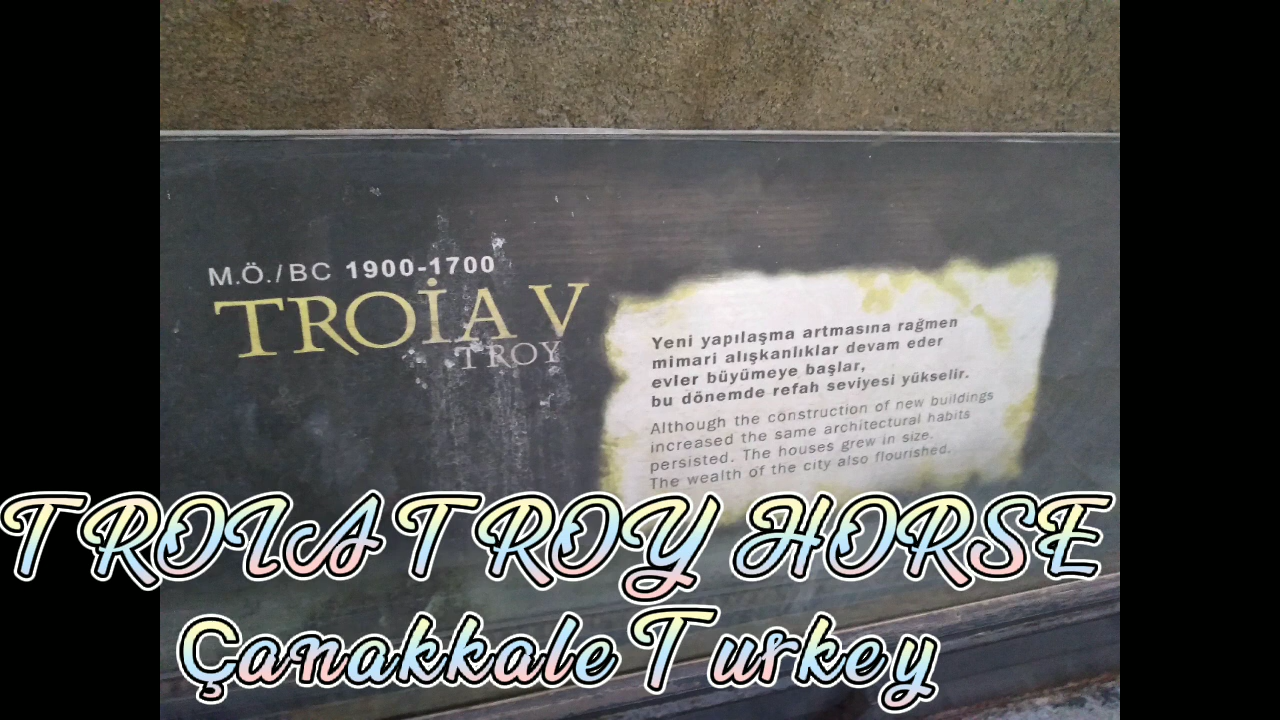 M.Ö./BC 1900-1700
TROİA V
TROY
Yeni yapılaşma artmasına rağmen
mimari alışkanlıklar devam eder
evler büyümeye başlar,
bu dönemde refah seviyesi yükselir.
Although the construction of new buildings
increased the same architectural habits
persisted. The houses grew in size.
The wealth of the city also flourished.
TROIA TROY HORSE
Çanakkale Turkey